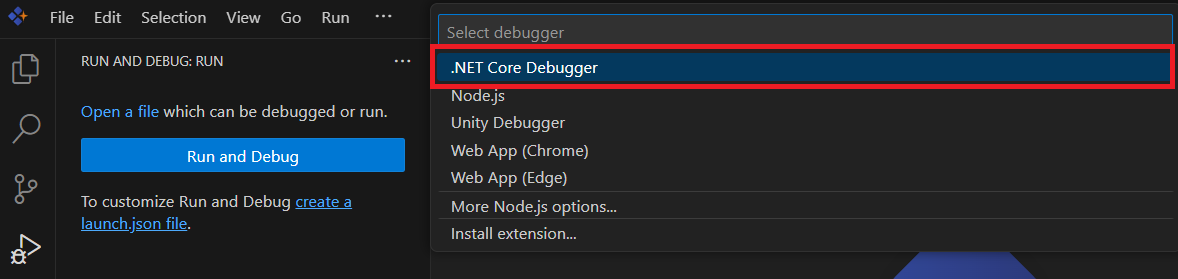 File Edit Selection View Go Run ···
RUN AND DEBUG: RUN ···
Open a file which can be debugged or run.
Run and Debug
To customize Run and Debug create a
launch.json file.
Select debugger
.NET Core Debugger
Node.js
Unity Debugger
Web App (Chrome)
Web App (Edge)
More Node.js options...
Install extension...